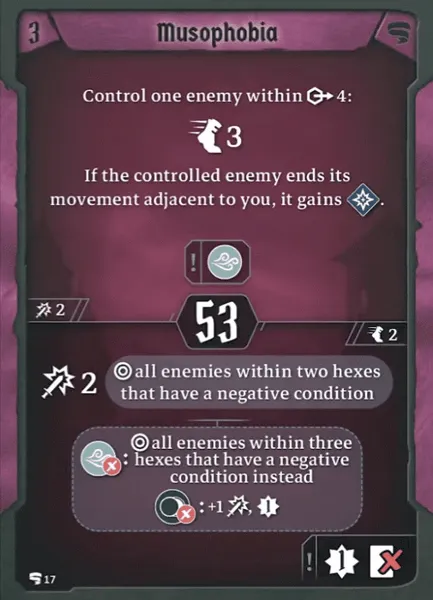 3 Musophobia
Control one enemy within 4:
3
If the controlled enemy ends its
movement adjacent to you, it gains .
!
2
53
2
2 all enemies within two hexes
that have a negative condition
all enemies within three
: hexes that have a negative
condition instead
: +1 , 1
! 1
17